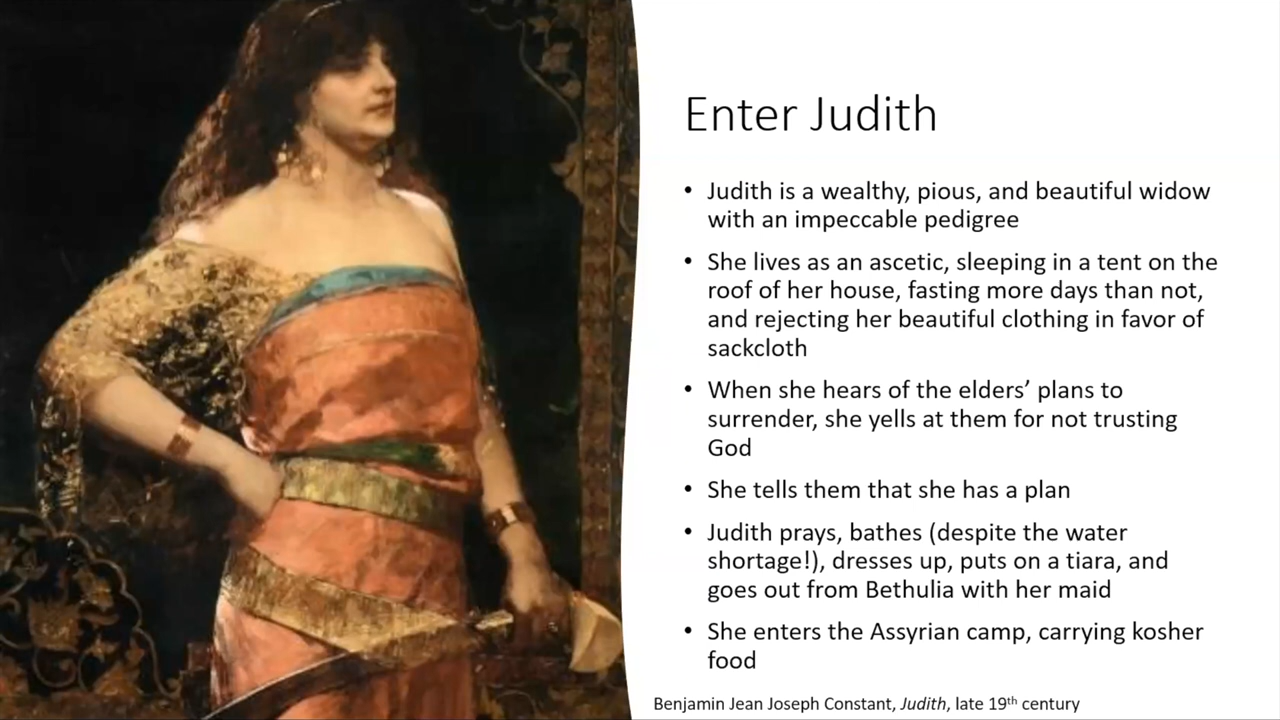 Enter Judith
• Judith is a wealthy, pious, and beautiful widow
with an impeccable pedigree
• She lives as an ascetic, sleeping in a tent on the
roof of her house, fasting more days than not,
and rejecting her beautiful clothing in favor of
sackcloth
• When she hears of the elders’ plans to
surrender, she yells at them for not trusting
God
• She tells them that she has a plan
• Judith prays, bathes (despite the water
shortage!), dresses up, puts on a tiara, and
goes out from Bethulia with her maid
• She enters the Assyrian camp, carrying kosher
food
Benjamin Jean Joseph Constant, Judith, late 19th century